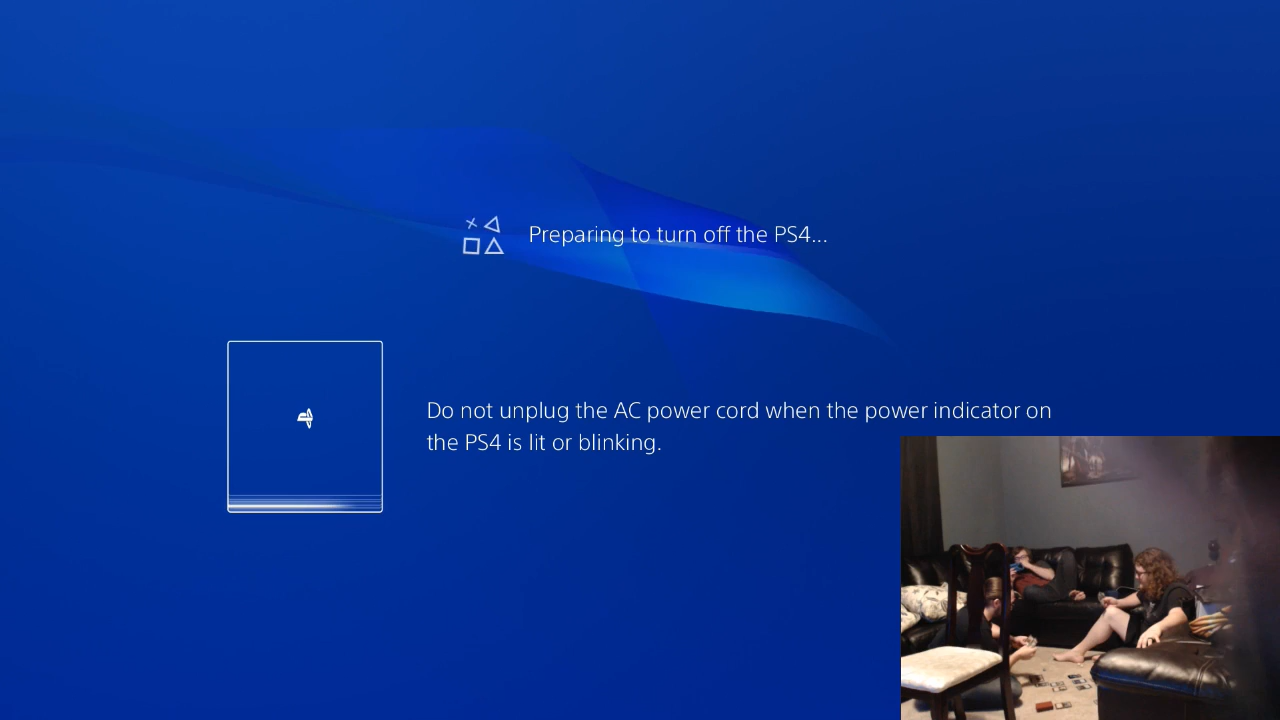 Preparing to turn off the PS4...
Do not unplug the AC power cord when the power indicator on
the PS4 is lit or blinking.